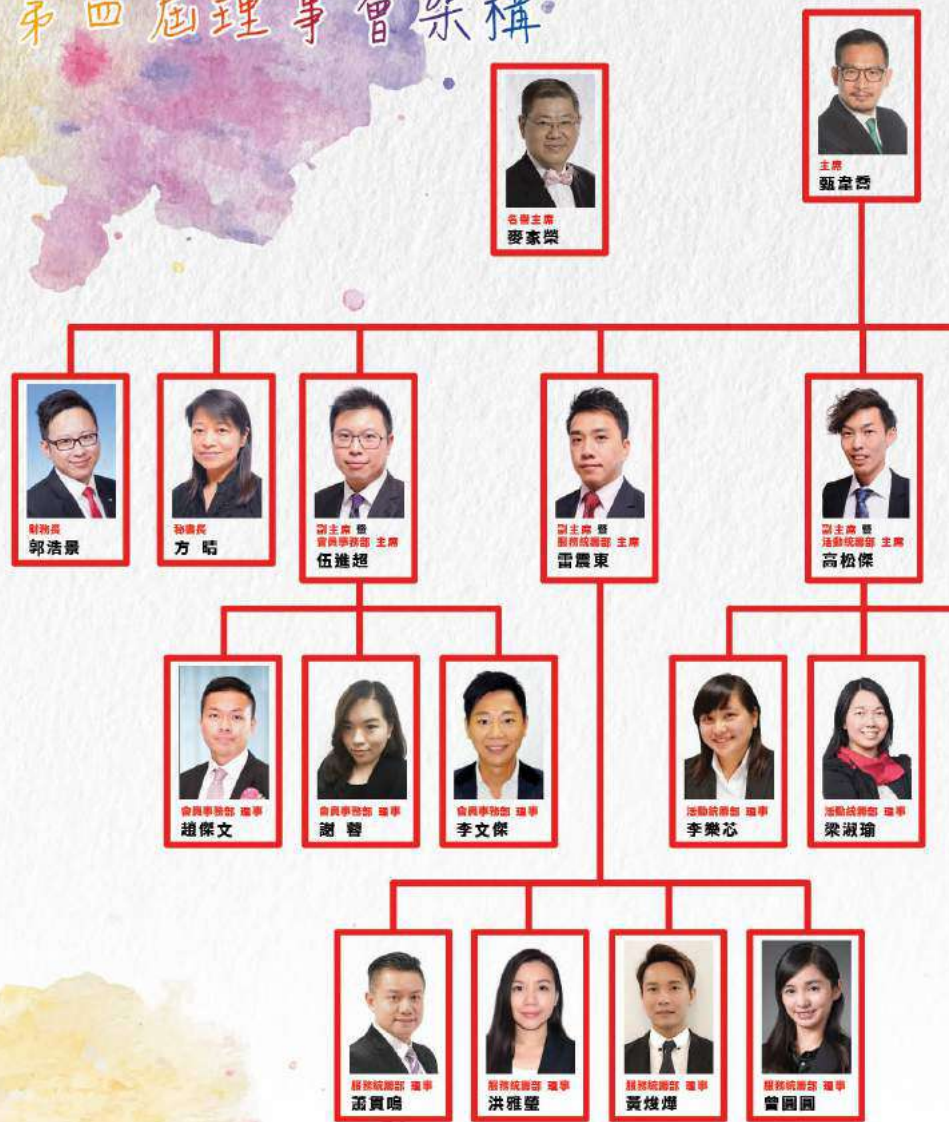 第四屆理事會架構
主席
甄韋喬
名譽主席
麥家榮
財務長
郭浩景
秘書長
方 晴
副主席 暨
會員事務部 主席
伍進超
副主席 暨
服務統籌部 主席
雷震東
副主席 暨
活動統籌部 主席
高松傑
會員事務部 理事
趙傑文
會員事務部 理事
謝 蓉
會員事務部 理事
李文傑
活動統籌部 理事
李樂芯
活動統籌部 理事
梁淑瑜
服務統籌部 理事
服務統籌部 理事
洪雅瑩
服務統籌部 理事
黃焌燁
服務統籌部 理事
曾圓圓